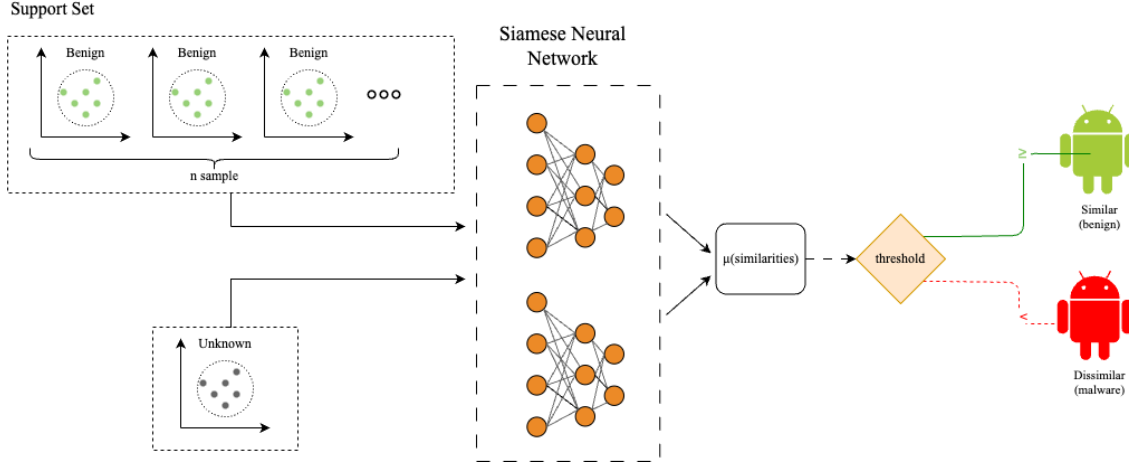 Support Set
Benign
Benign
Benign
n sample
Unknown
Siamese Neural
Network
μ(similarities)
threshold
≥
<
Similar
(benign)
Dissimilar
(malware)